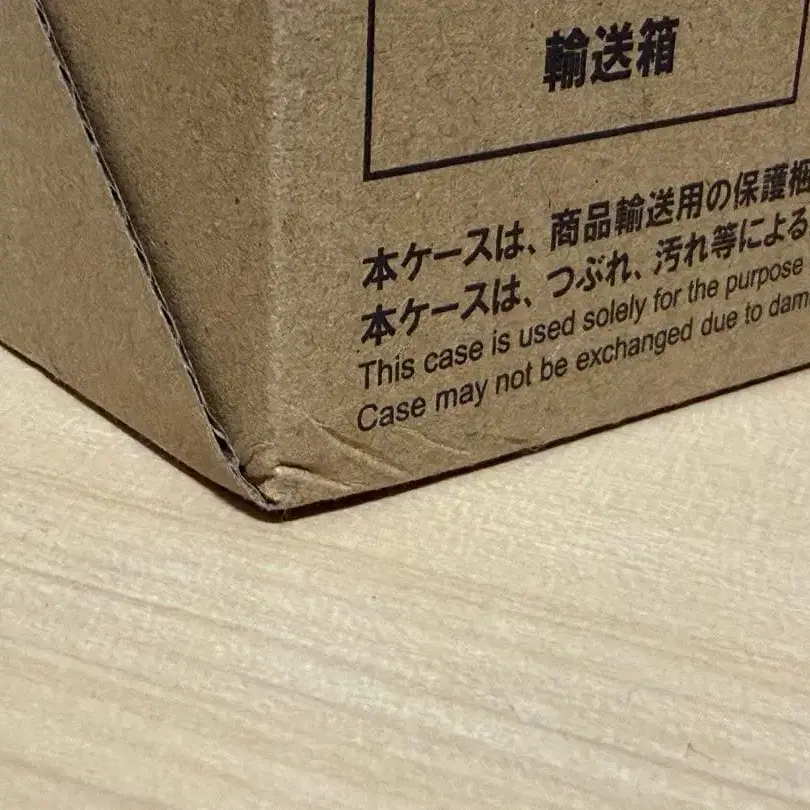 輸送箱
本ケースは、商品輸送用の保護梱
本ケースは、つぶれ、汚れ等による
This case is used solely for the purpose
Case may not be exchanged due to dam